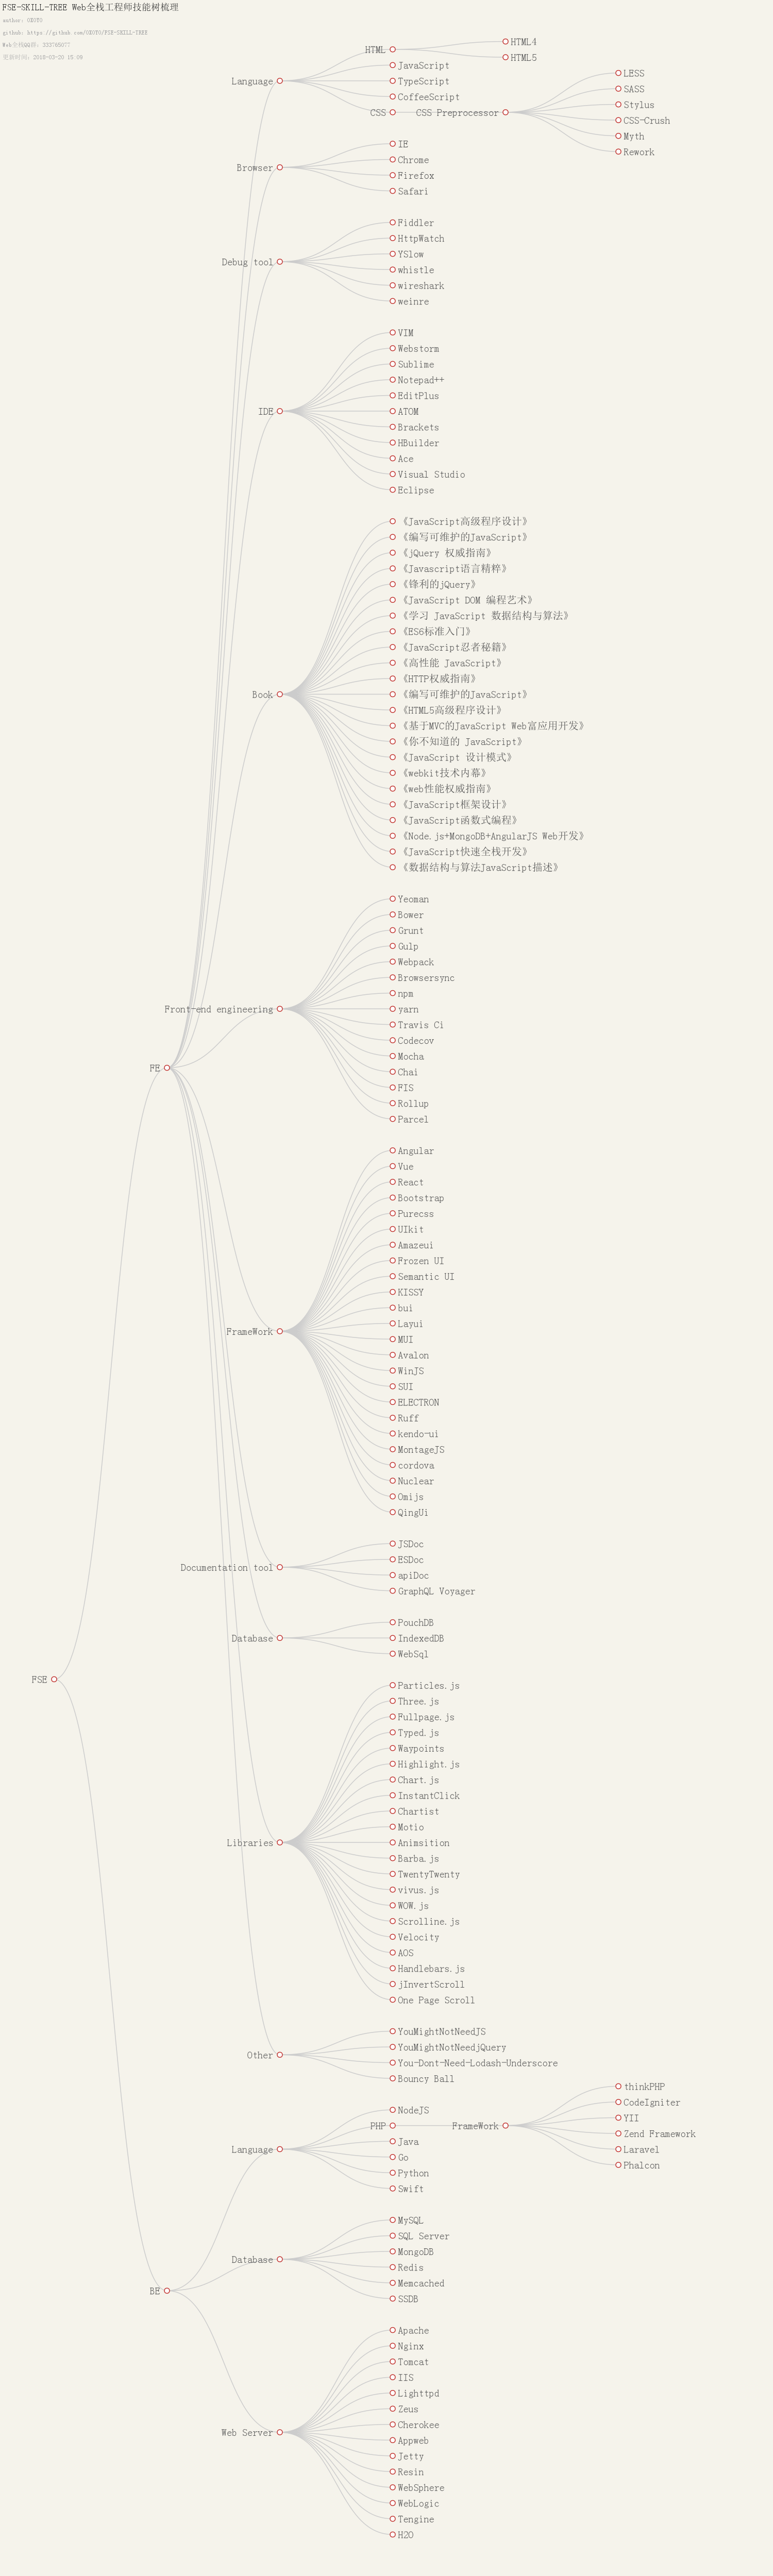 FSE-SKILL-TREE Web全栈工程师技能树梳理
author: OXOYO
github: https://github.com/OXOYO/FSE-SKILL-TREE
HTML
HTML4
HTML5
JavaScript
Language
TypeScript
CoffeeScript
CSS
CSS Preprocessor
LESS
SASS
Stylus
CSS-Crush
Myth
Rework
IE
Chrome
Browser
Firefox
Safari
Fiddler
HttpWatch
YSlow
Debug tool
whistle
wireshark
weinre
VIM
Webstorm
Sublime
Notepad++
EditPlus
IDE
ATOM
Brackets
HBuilder
Ace
Visual Studio
Eclipse
《JavaScript高级程序设计》
《编写可维护的JavaScript》
《jQuery 权威指南》
《Javascript语言精粹》
《锋利的jQuery》
《JavaScript DOM 编程艺术》
《学习 JavaScript 数据结构与算法》
《ES6标准入门》
《JavaScript忍者秘籍》
《高性能 JavaScript》
《HTTP权威指南》
Book
《编写可维护的JavaScript》
《HTML5高级程序设计》
《基于MVC的JavaScript Web富应用开发》
《你不知道的 JavaScript》
《JavaScript 设计模式》
《webkit技术内幕》
《web性能权威指南》
《JavaScript框架设计》
《JavaScript函数式编程》
《Node.js+MongoDB+AngularJS Web开发》
《JavaScript快速全栈开发》
《数据结构与算法JavaScript描述》
Yeoman
Bower
Grunt
Gulp
Webpack
Browsersync
npm
Front-end engineering
yarn
Travis Ci
Codecov
Mocha
FE
Chai
FIS
Rollup
Parcel
Angular
Vue
React
Bootstrap
Purecss
UIkit
Amazeui
Frozen UI
Semantic UI
KISSY
bui
Layui
FrameWork
MUI
Avalon
WinJS
SUI
ELECTRON
Ruff
kendo-ui
MontageJS
cordova
Nuclear
Omijs
QingUi
JSDoc
ESDoc
Documentation tool
apiDoc
GraphQL Voyager
PouchDB
Database
IndexedDB
WebSql
FSE
Particles.js
Three.js
Fullpage.js
Typed.js
Waypoints
Highlight.js
Chart.js
InstantClick
Chartist
Motio
Libraries
Animsition
Barba.js
TwentyTwenty
vivus.js
WOW.js
Scrolline.js
Velocity
AOS
Handlebars.js
jInvertScroll
One Page Scroll
YouMightNotNeedJS
YouMightNotNeedjQuery
Other
You-Dont-Need-Lodash-Underscore
Bouncy Ball
NodeJS
PHP
FrameWork
thinkPHP
CodeIgniter
YII
Zend Framework
Laravel
Phalcon
Language
Java
Go
Python
Swift
MySQL
SQL Server
MongoDB
Database
Redis
Memcached
SSDB
BE
Apache
Nginx
Tomcat
IIS
Lighttpd
Zeus
Web Server
Cherokee
Appweb
Jetty
Resin
WebSphere
WebLogic
Tengine
H2O